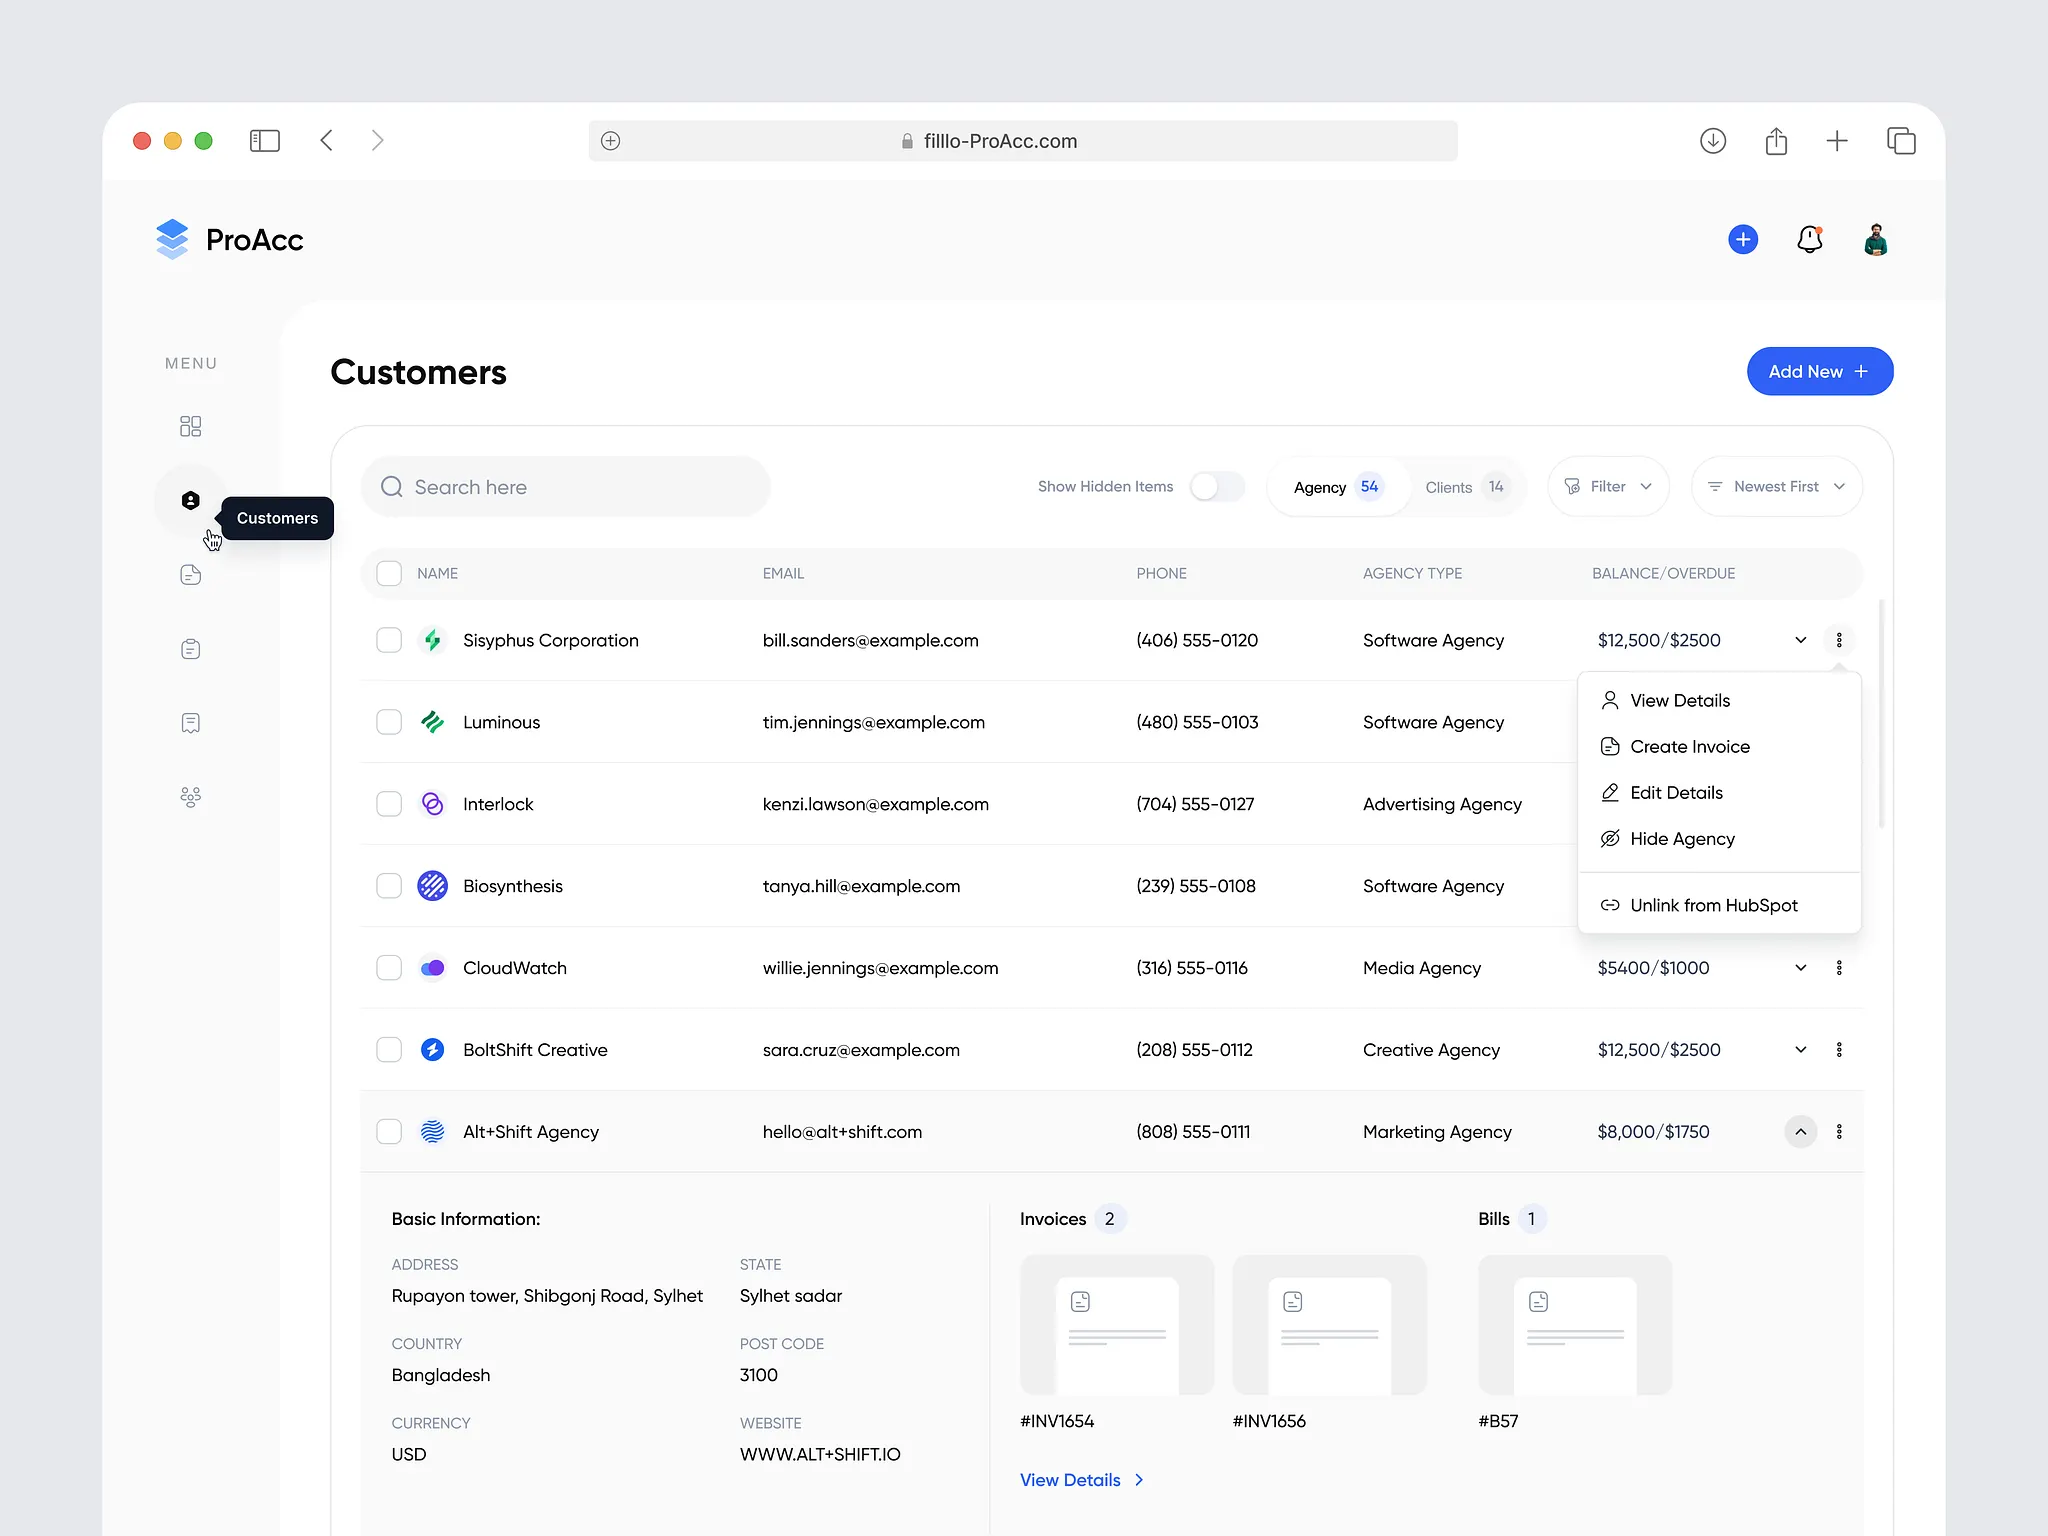 filllo-ProAcc.com
ProAcc
MENU
Customers
Customers
Add New
Search here
Show Hidden Items
Agency 54
Clients 14
Filter
Newest First
NAME EMAIL PHONE AGENCY TYPE BALANCE/OVERDUE
Sisyphus Corporation bill.sanders@example.com (406) 555-0120 Software Agency $12,500/$2500
Luminous tim.jennings@example.com (480) 555-0103 Software Agency
Interlock kenzi.lawson@example.com (704) 555-0127 Advertising Agency
Biosynthesis tanya.hill@example.com (239) 555-0108 Software Agency
View Details
Create Invoice
Edit Details
Hide Agency
Unlink from HubSpot
CloudWatch willie.jennings@example.com (316) 555-0116 Media Agency $5400/$1000
BoltShift Creative sara.cruz@example.com (208) 555-0112 Creative Agency $12,500/$2500
Alt+Shift Agency hello@alt+shift.com (808) 555-0111 Marketing Agency $8,000/$1750
Basic Information:
ADDRESS
Rupayon tower, Shibgonj Road, Sylhet
STATE
Sylhet sadar
COUNTRY
Bangladesh
POST CODE
3100
CURRENCY
USD
WEBSITE
WWW.ALT+SHIFT.IO
Invoices 2
#INV1654
#INV1656
View Details
Bills 1
#B57